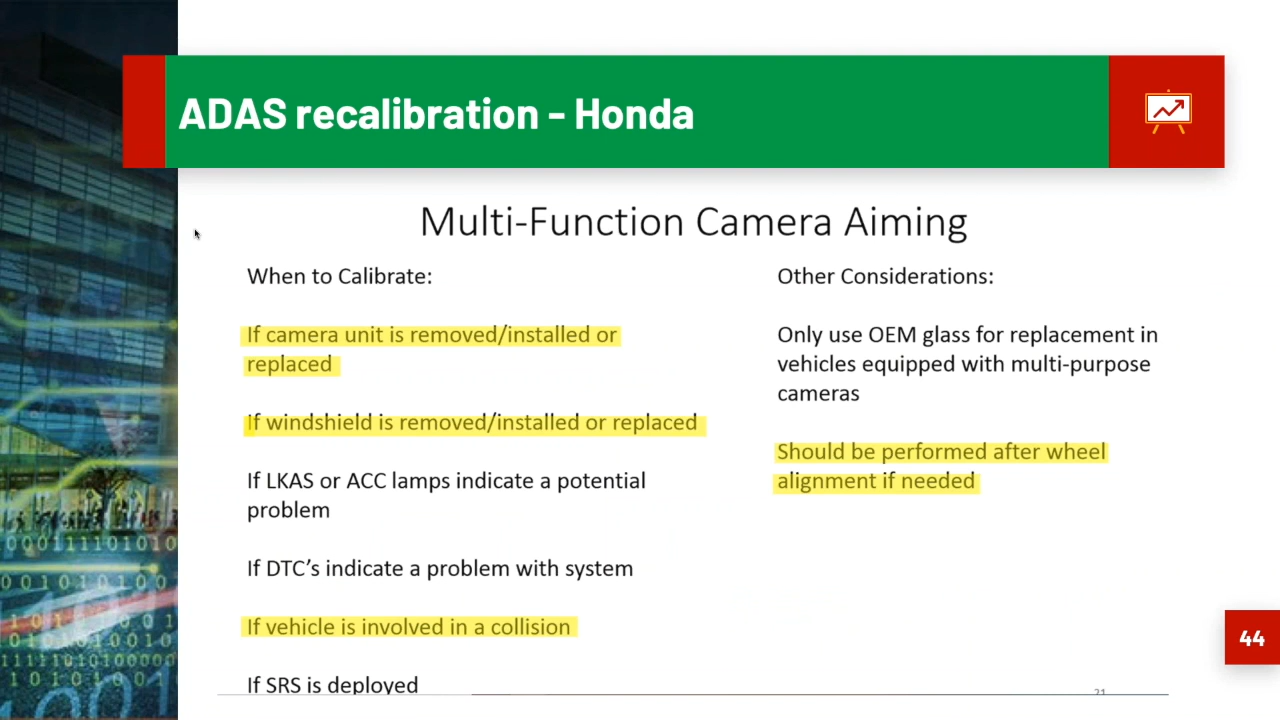 ADAS recalibration - Honda
Multi-Function Camera Aiming
When to Calibrate:
If camera unit is removed/installed or
replaced
If windshield is removed/installed or replaced
If LKAS or ACC lamps indicate a potential
problem
If DTC’s indicate a problem with system
If vehicle is involved in a collision
If SRS is deployed
Other Considerations:
Only use OEM glass for replacement in
vehicles equipped with multi-purpose
cameras
Should be performed after wheel
alignment if needed
21
44